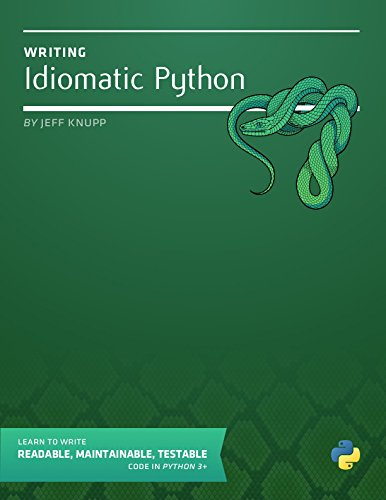 WRITING
Idiomatic Python
BY JEFF KNUPP
LEARN TO WRITE
READABLE, MAINTAINABLE, TESTABLE
CODE IN PYTHON 3+